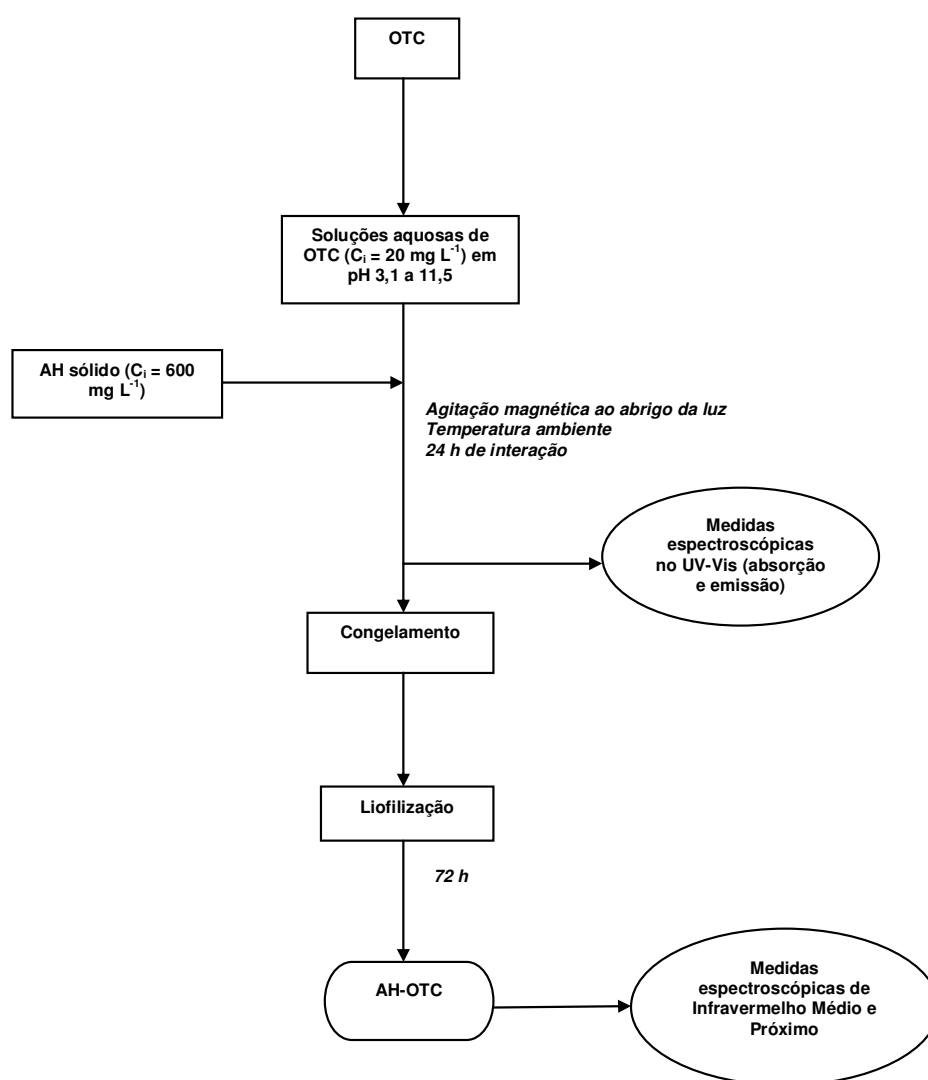 OTC
Soluções aquosas de
OTC (Cᵢ = 20 mg L⁻¹) em
pH 3,1 a 11,5
AH sólido (Cᵢ = 600
mg L⁻¹)
Agitação magnética ao abrigo da luz
Temperatura ambiente
24 h de interação
Medidas
espectroscópicas
no UV-Vis (absorção
e emissão)
Congelamento
Liofilização
72 h
AH-OTC
Medidas
espectroscópicas de
Infravermelho Médio e
Próximo